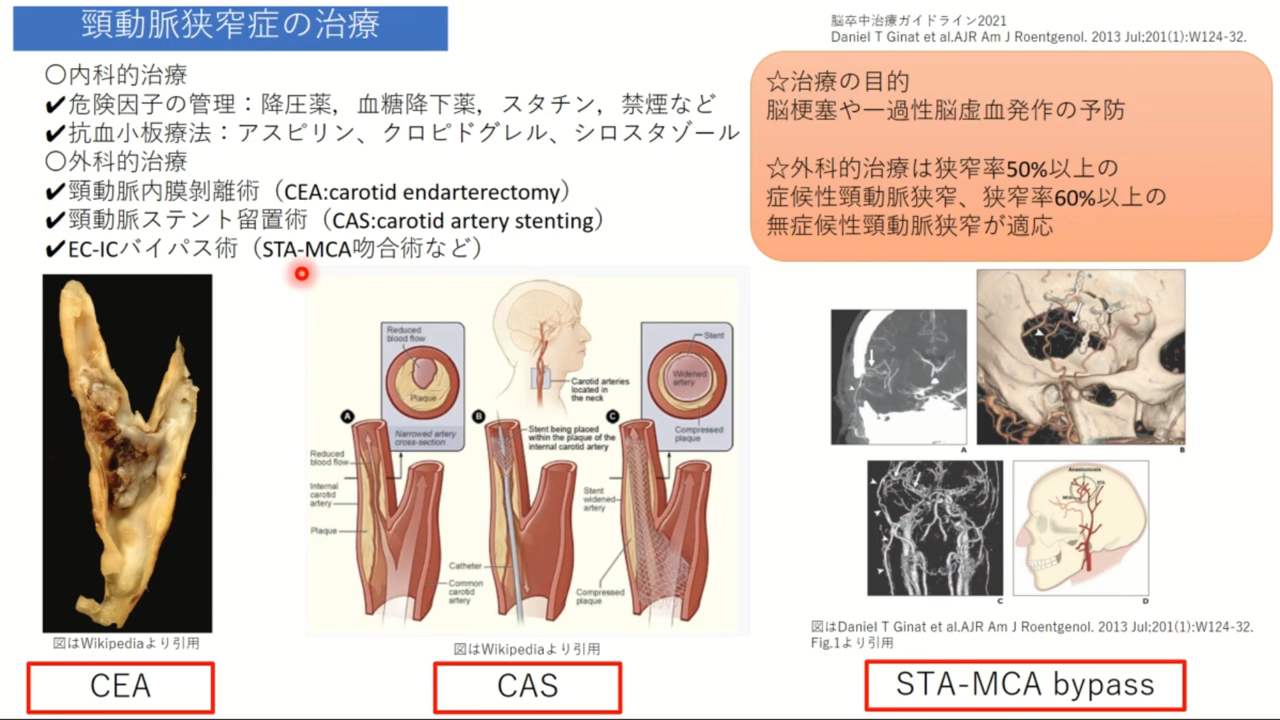 頸動脈狭窄症の治療
脳卒中治療ガイドライン2021
Daniel T Ginat et al.AJR Am J Roentgenol. 2013 Jul;201(1):W124-32.
〇内科的治療
✔危険因子の管理：降圧薬，血糖降下薬，スタチン，禁煙など
✔抗血小板療法：アスピリン、クロピドグレル、シロスタゾール
〇外科的治療
✔頸動脈内膜剝離術（CEA:carotid endarterectomy）
✔頸動脈ステント留置術（CAS:carotid artery stenting）
✔EC-ICバイパス術（STA-MCA吻合術など）
☆治療の目的
脳梗塞や一過性脳虚血発作の予防
☆外科的治療は狭窄率50%以上の
症候性頸動脈狭窄、狭窄率60%以上の
無症候性頸動脈狭窄が適応
図はWikipediaより引用
CEA
Reduced
blood flow
Plaque
Narrowed artery
cross-section
A
Reduced
blood flow
Internal
carotid
artery
Plaque
Carotid arteries
located in
the neck
B
Stent being placed
within the plaque of the
internal carotid artery
Catheter
Common
carotid
artery
Stent
Widened
artery
Compressed
plaque
C
Stent
widened
artery
Compressed
plaque
図はWikipediaより引用
CAS
A
B
C
Anastomosis
STA
MCA
D
図はDaniel T Ginat et al.AJR Am J Roentgenol. 2013 Jul;201(1):W124-32.
Fig.1より引用
STA-MCA bypass